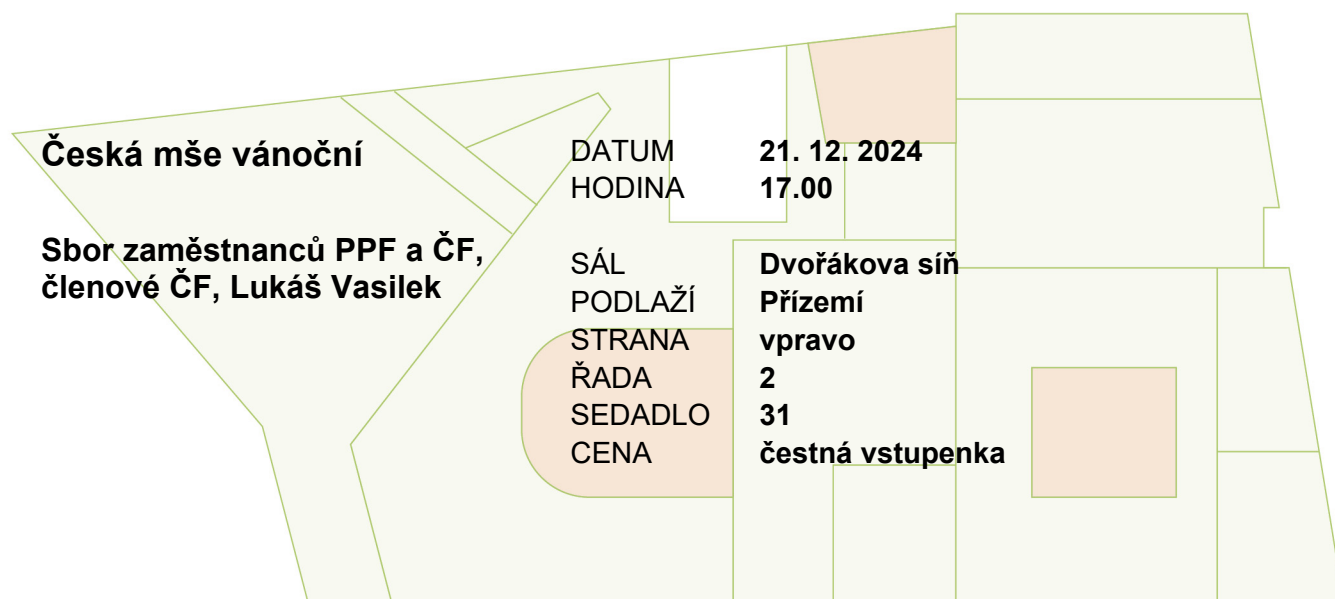 Česká mše vánoční
Sbor zaměstnanců PPF a ČF,
členové ČF, Lukáš Vasilek
DATUM 21. 12. 2024
HODINA 17.00
SÁL Dvořákova síň
PODLAŽÍ Přízemí
STRANA vpravo
ŘADA 2
SEDADLO 31
CENA čestná vstupenka